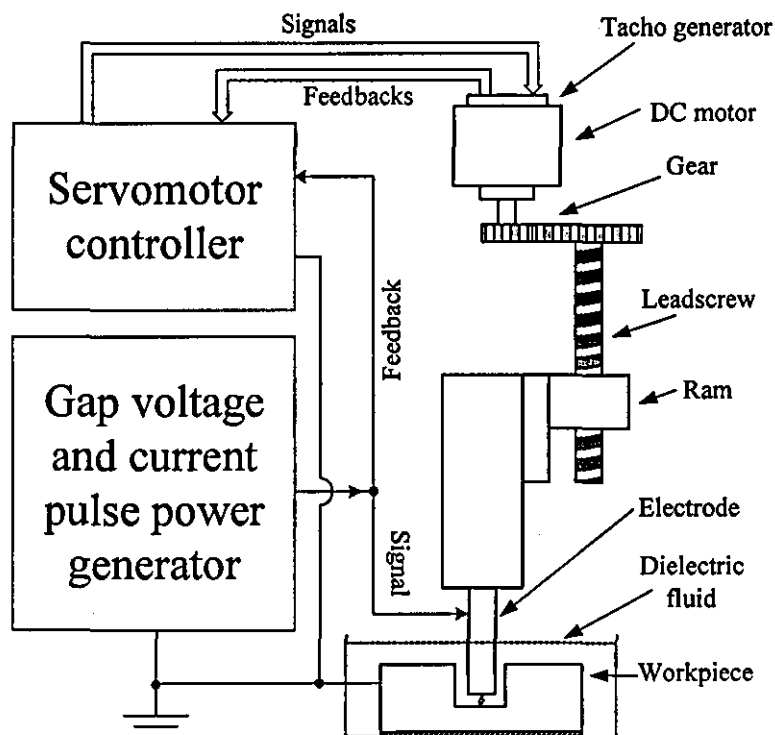 Signals
Tacho generator
Feedbacks
DC motor
Gear
Servomotor
controller
Leadscrew
Feedback
Ram
Gap voltage
and current
pulse power
generator
Signal
Electrode
Dielectric
fluid
Workpiece